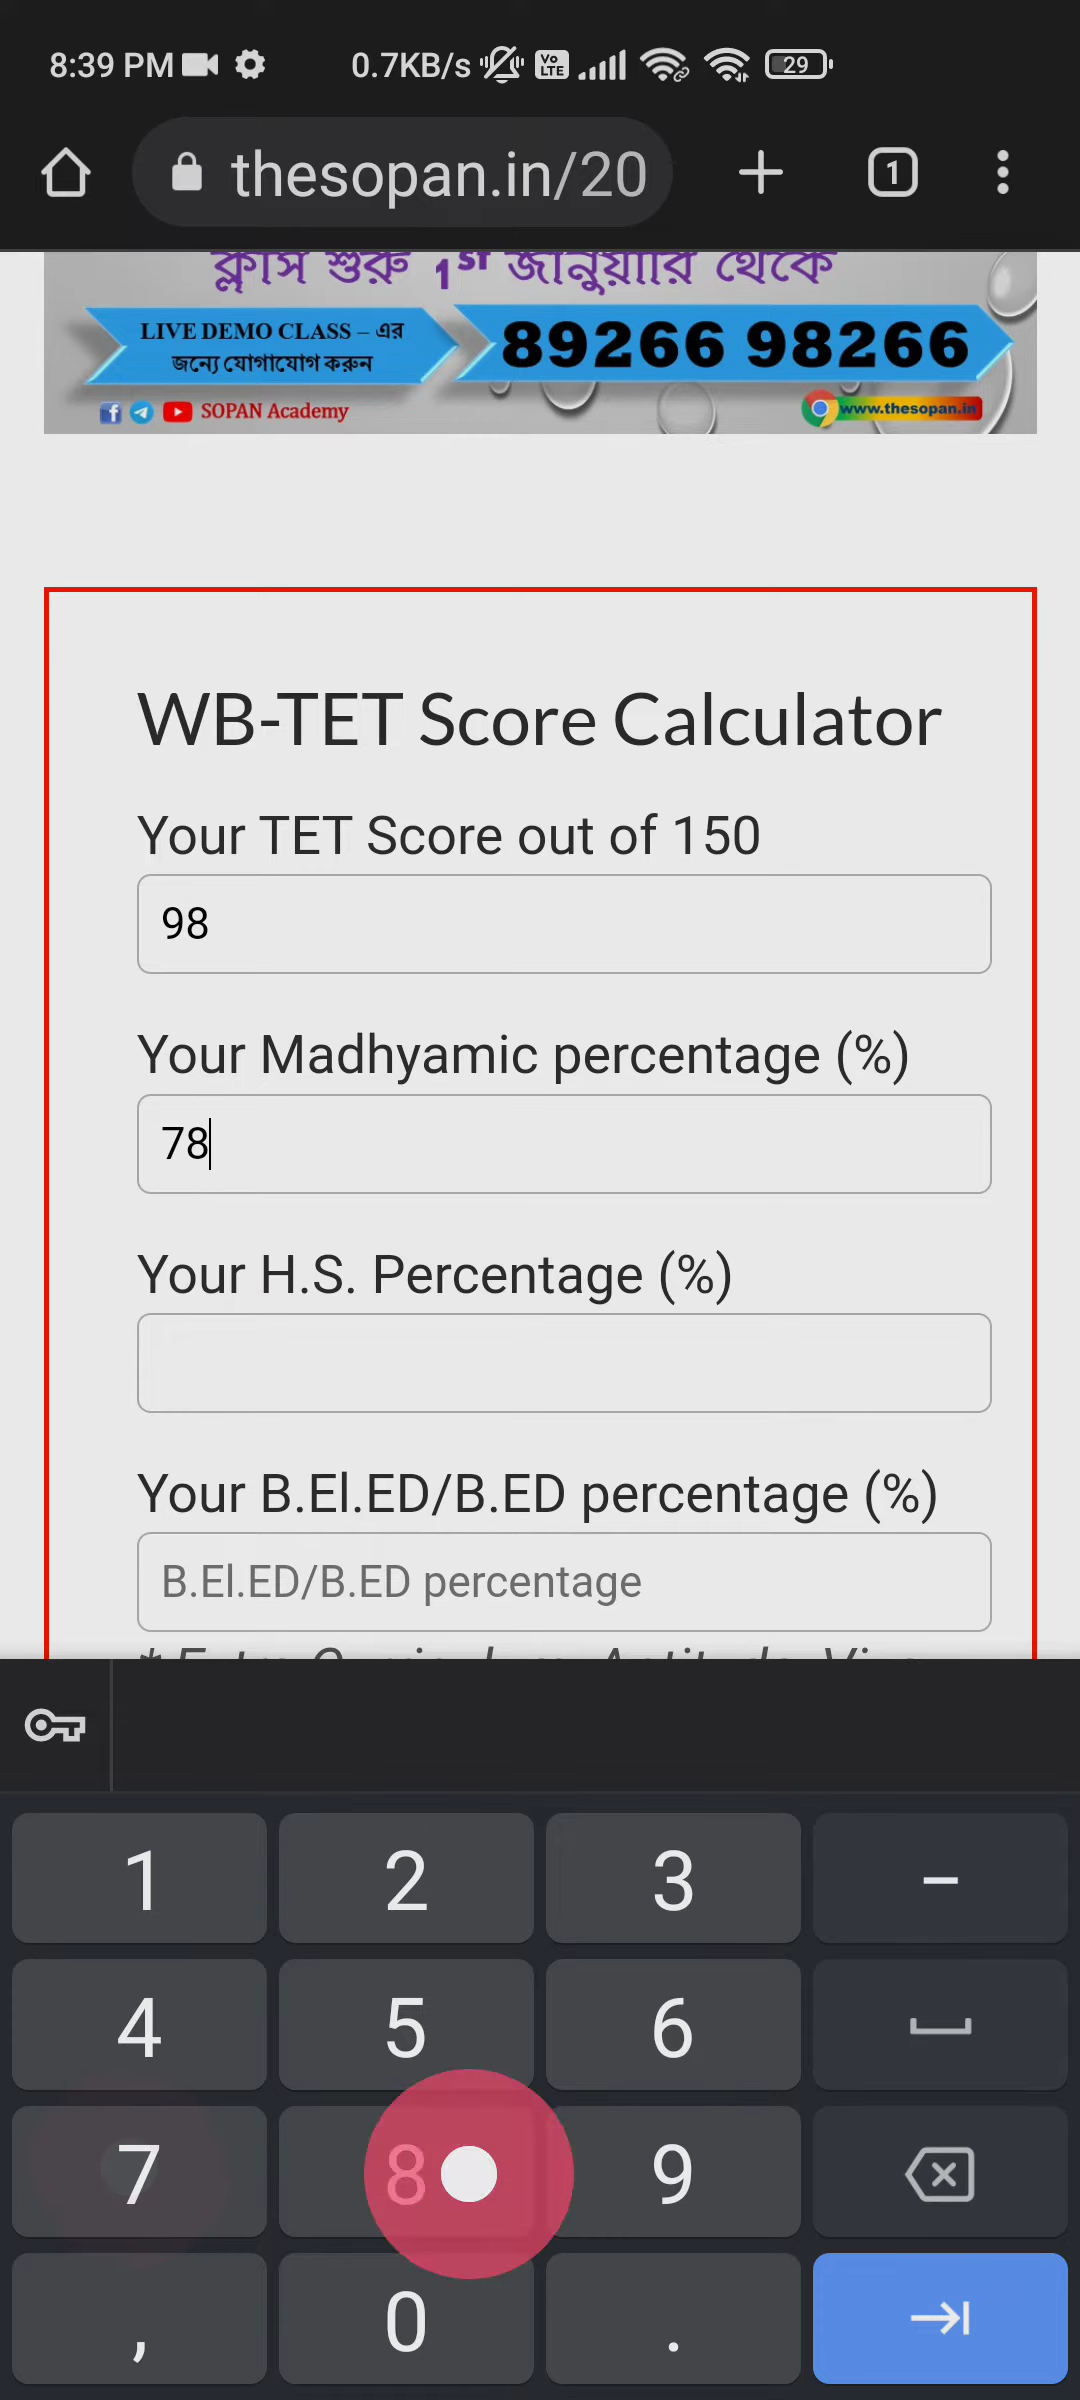 8:39 PM 0.7KB/s Vo LTE 29
thesopan.in/20 1
ক্লাস শুরু 1st জানুয়ারি থেকে
LIVE DEMO CLASS – এর
জন্যে যোগাযোগ করুন
89266 98266
SOPAN Academy www.thesopan.in
WB-TET Score Calculator
Your TET Score out of 150
98
Your Madhyamic percentage (%)
78
Your H.S. Percentage (%)
Your B.El.ED/B.ED percentage (%)
B.El.ED/B.ED percentage
1 2 3 –
4 5 6
7 8 9
, 0 .